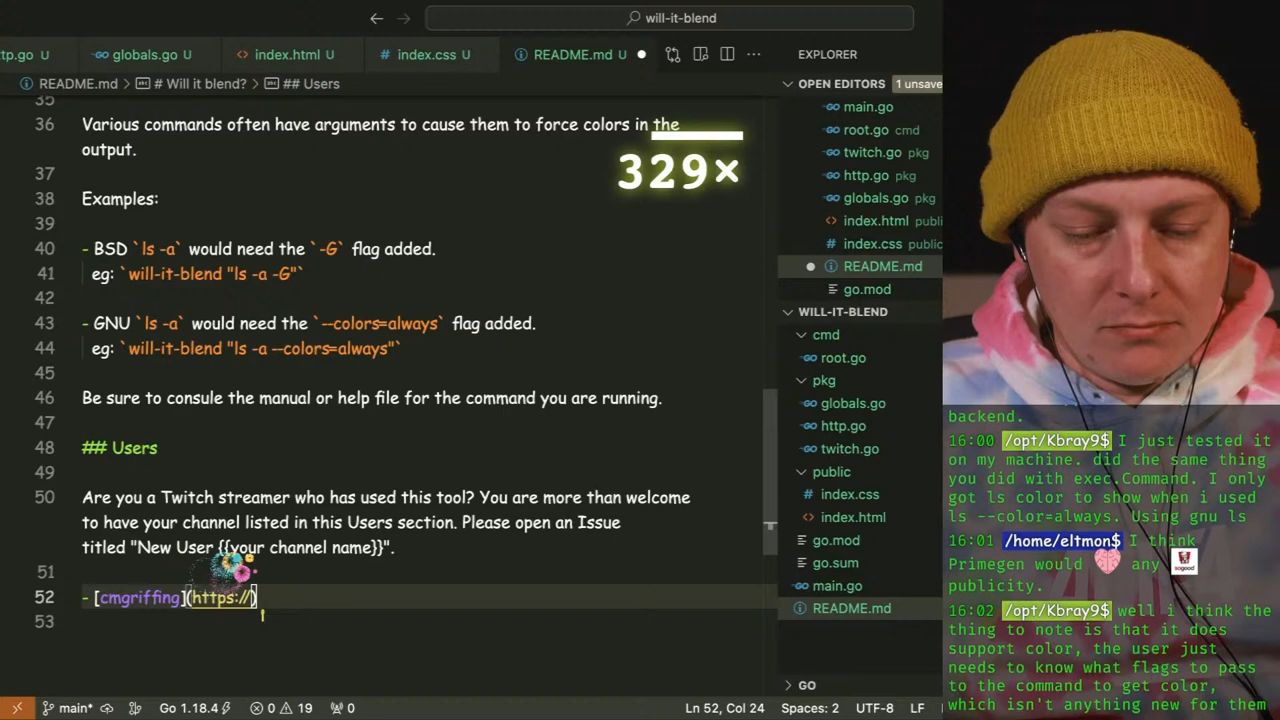 will-it-blend
ttp.go U
globals.go U
index.html U
index.css U
README.md U
README.md > # Will it blend? > ## Users
35
36 Various commands often have arguments to cause them to force colors in the
output.
37
38 Examples:
39
40 - BSD `ls -a` would need the `-G` flag added.
41 eg: `will-it-blend "ls -a -G"`
42
43 - GNU `ls -a` would need the `--colors=always` flag added.
44 eg: `will-it-blend "ls -a --colors=always"`
45
46 Be sure to consule the manual or help file for the command you are running.
47
48 ## Users
49
50 Are you a Twitch streamer who has used this tool? You are more than welcome
to have your channel listed in this Users section. Please open an Issue
titled "New User {{your channel name}}".
51
52 - [cmgriffing](https://)
53
329×
EXPLORER
OPEN EDITORS 1 unsave
main.go
root.go cmd
twitch.go pkg
http.go pkg
globals.go pkg
index.html public
index.css public
README.md
go.mod
WILL-IT-BLEND
cmd
root.go
pkg
globals.go
http.go
twitch.go
public
index.css
index.html
go.mod
go.sum
main.go
README.md
GO
backend.
16:00 /opt/Kbray9$ I just tested it
on my machine. did the same thing
you did with exec.Command. I only
got ls color to show when i used
ls --color=always. Using gnu ls
16:01 /home/eltmon$ I think
Primegen would any
sogood
publicity.
16:02 /opt/Kbray9$ well i think the
thing to note is that it does
support color, the user just
needs to know what flags to pass
to the command to get color,
which isn't anything new for them
main* Go 1.18.4 0 19 0 Ln 52, Col 24 Spaces: 2 UTF-8 LF